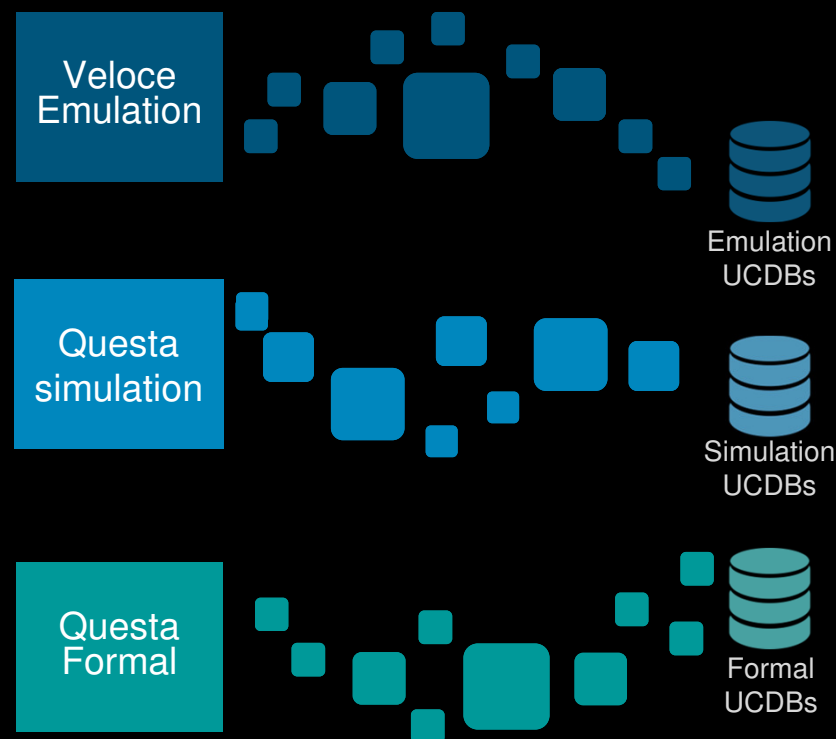 Veloce
Emulation
Emulation
UCDBs
Questa
simulation
Simulation
UCDBs
Questa
Formal
Formal
UCDBs